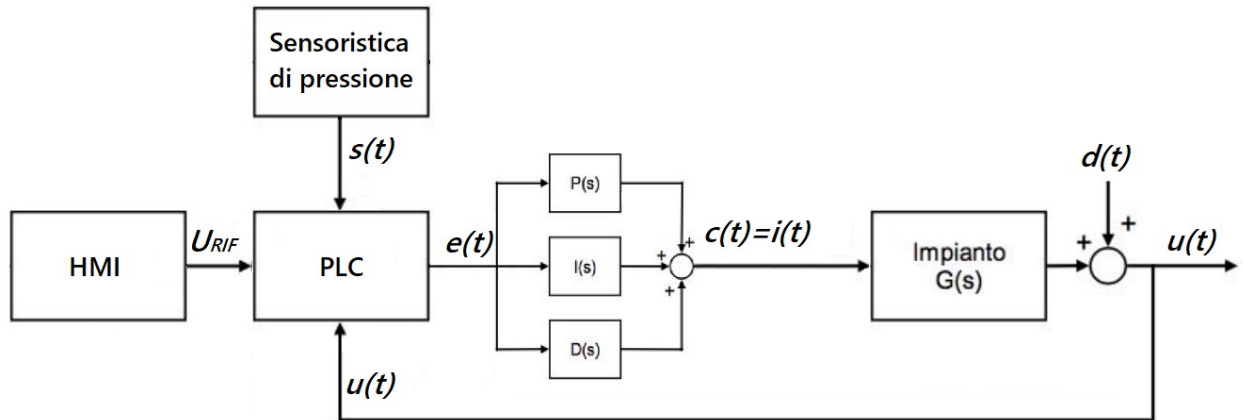 Sensoristica
di pressione
s(t)
d(t)
P(s)
HMI
U_RIF
PLC
e(t)
I(s)
+
+
+
c(t)=i(t)
Impianto
G(s)
+
+
u(t)
D(s)
u(t)